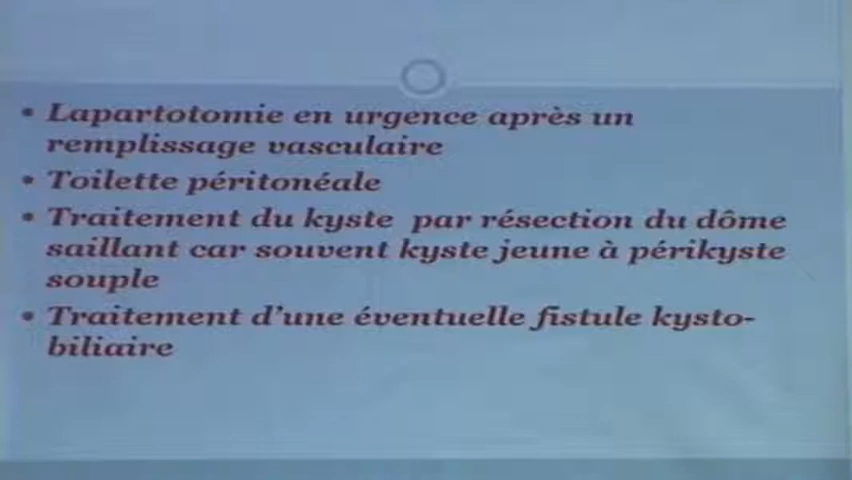 • Lapartotomie en urgence après un
remplissage vasculaire
• Toilette péritonéale
• Traitement du kyste par résection du dôme
saillant car souvent kyste jeune à périkyste
souple
• Traitement d'une éventuelle fistule kysto-
biliaire